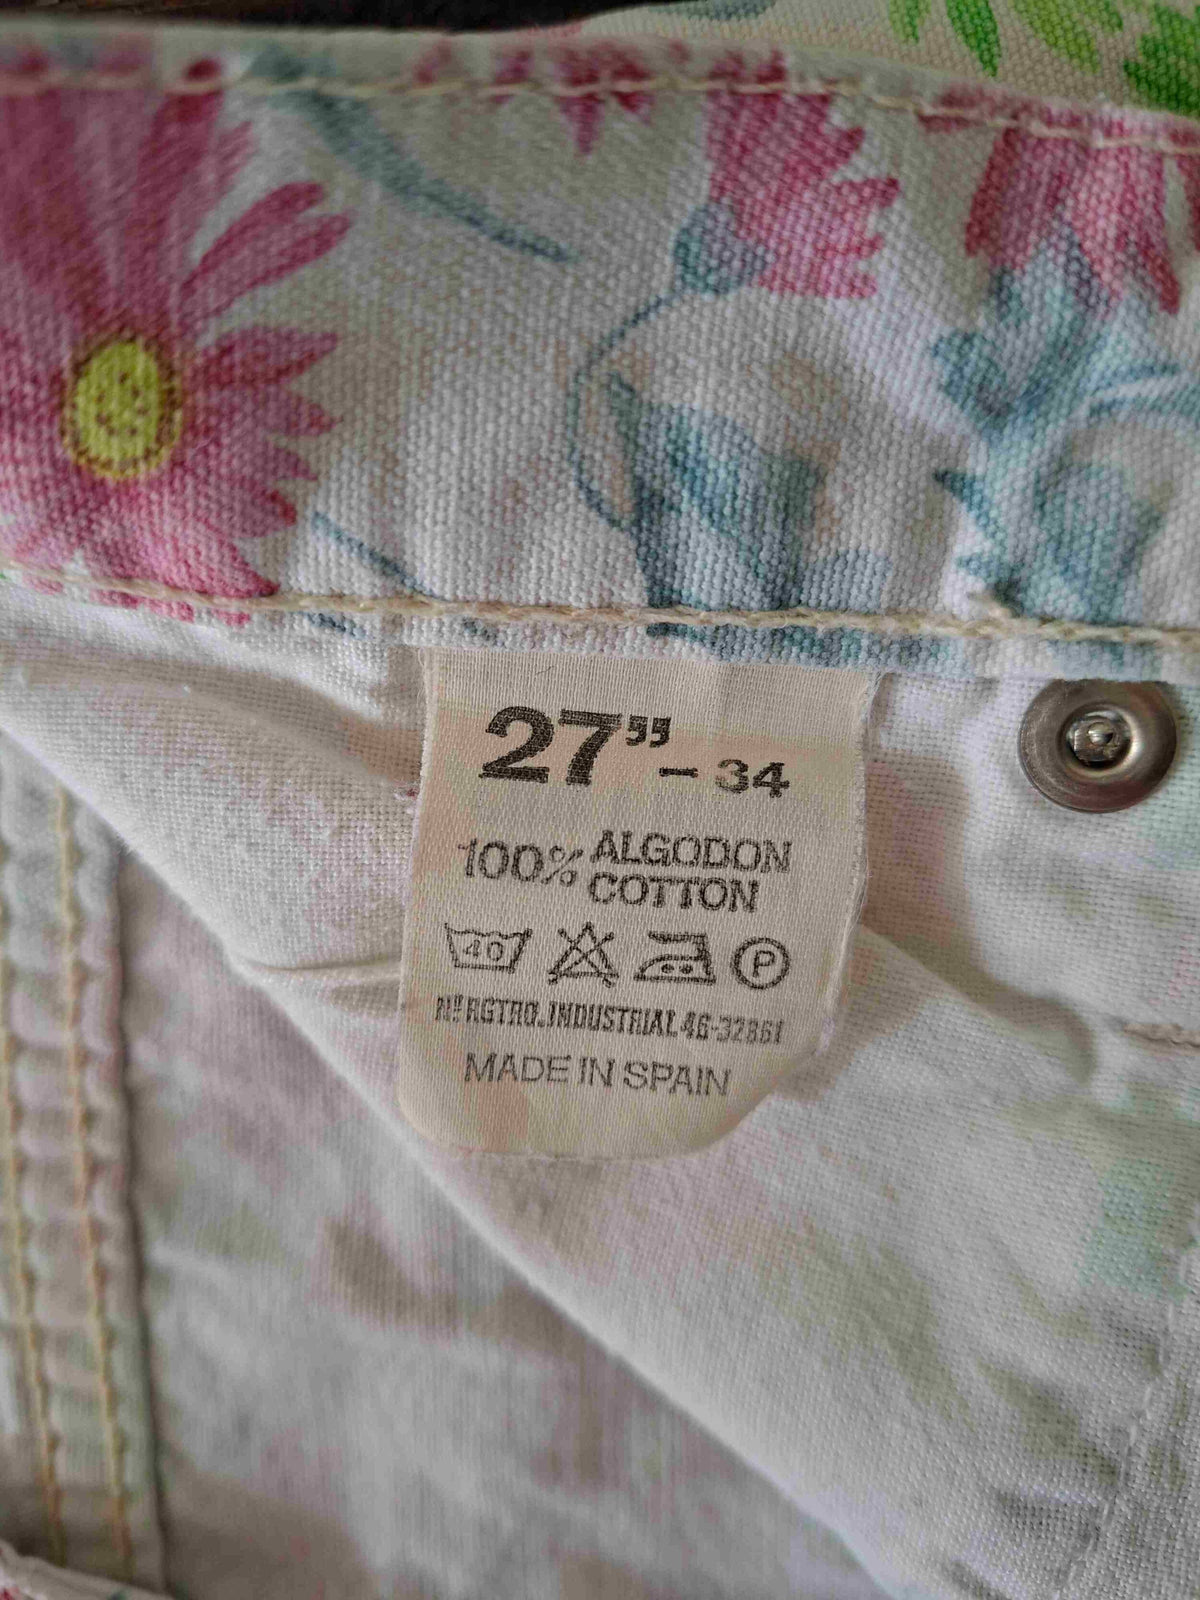 27” - 34
100% ALGODON
COTTON
40 P
Nº RGTRO. INDUSTRIAL 46-32861
MADE IN SPAIN